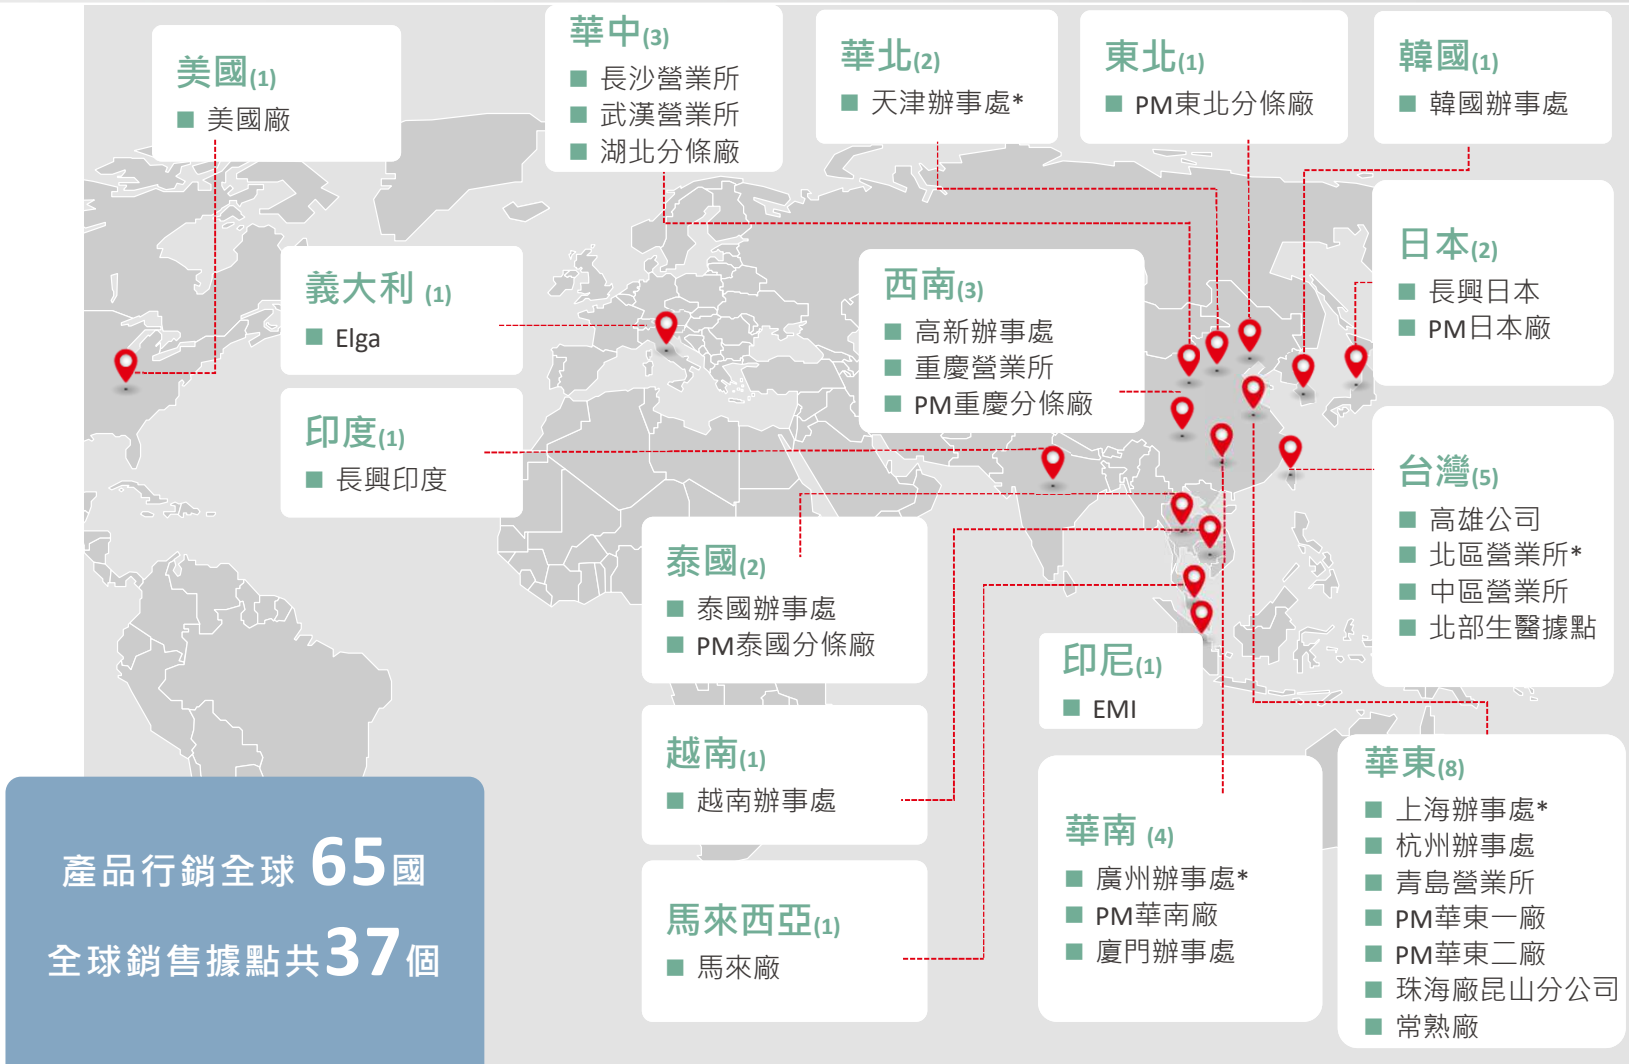 美國(1)
美國廠
華中(3)
長沙營業所
武漢營業所
湖北分條廠
華北(2)
天津辦事處*
東北(1)
PM東北分條廠
韓國(1)
韓國辦事處
日本(2)
長興日本
PM日本廠
義大利 (1)
Elga
西南(3)
高新辦事處
重慶營業所
PM重慶分條廠
印度(1)
長興印度
台灣(5)
高雄公司
北區營業所*
中區營業所
北部生醫據點
泰國(2)
泰國辦事處
PM泰國分條廠
印尼(1)
EMI
越南(1)
越南辦事處
馬來西亞(1)
馬來廠
華南 (4)
廣州辦事處*
PM華南廠
廈門辦事處
華東(8)
上海辦事處*
杭州辦事處
青島營業所
PM華東一廠
PM華東二廠
珠海廠昆山分公司
常熟廠
產品行銷全球 65國
全球銷售據點共37個